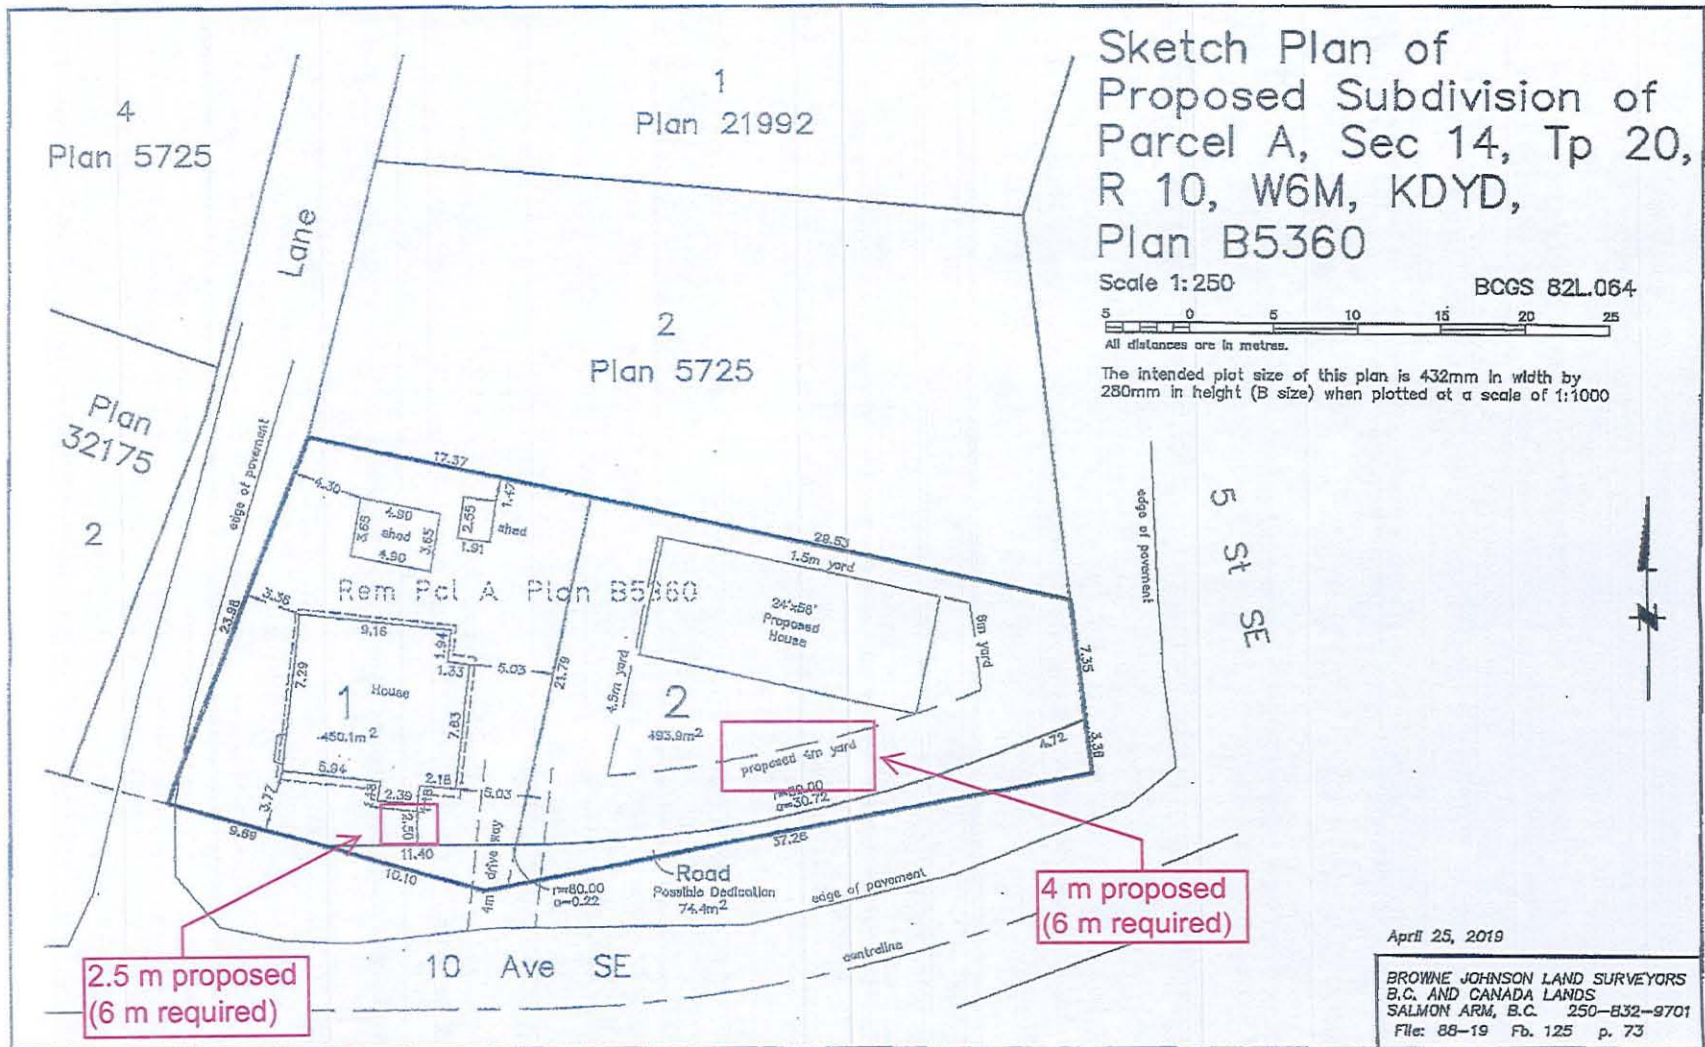 Sketch Plan of
Proposed Subdivision of
Parcel A, Sec 14, Tp 20,
R 10, W6M, KDYD,
Plan B5360
Scale 1:250
BCGS 82L.064
5 0 5 10 15 20 25
All distances are in metres.
The intended plot size of this plan is 432mm in width by
280mm in height (B size) when plotted at a scale of 1:1000
4
Plan 5725
1
Plan 21992
Lane
2
Plan 5725
Plan
32175
2
edge of pavement
17.37
4.30
4.90
3.65
shed
3.65
4.90
2.55
1.47
shed
1.91
28.53
1.5m yard
Rem Pcl A Plan B5360
24'x56'
Proposed
House
6m yard
edge of pavement
5 St SE
3.36
23.98
9.16
1.94
1.33
5.03
21.79
7.29
House
1
450.1m²
7.83
4.5m yard
2
493.9m²
7.35
3.36
4.72
proposed 4m yard
r=80.00
a=30.72
37.26
5.94
2.18
5.03
2.39
1.18
3.77
2.50
9.69
11.40
10.10
4m drive way
r=80.00
a=0.22
Road
Possible Dedication
74.4m²
edge of pavement
centreline
10 Ave SE
2.5 m proposed
(6 m required)
4 m proposed
(6 m required)
April 25, 2019
BROWNE JOHNSON LAND SURVEYORS
B.C. AND CANADA LANDS
SALMON ARM, B.C. 250-832-9701
File: 88-19 Fb. 125 p. 73